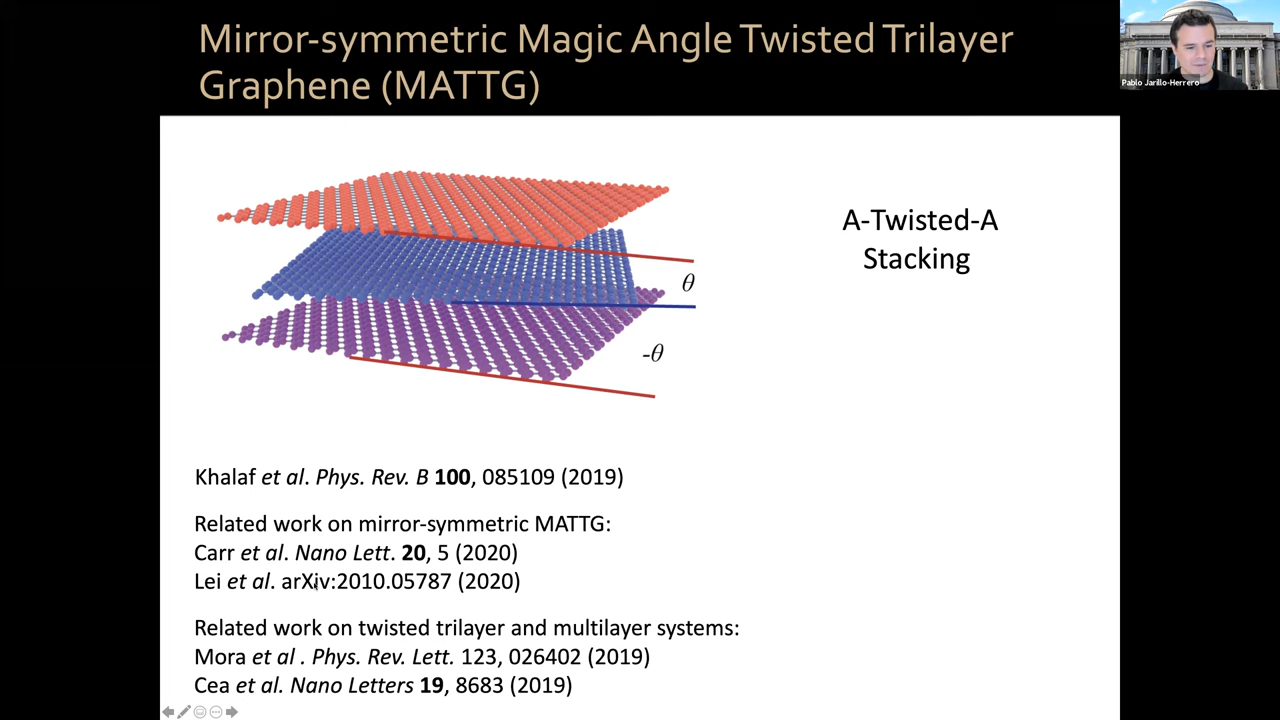 Mirror-symmetric Magic Angle Twisted Trilayer
Graphene (MATTG)
Pablo Jarillo-Herrero
A-Twisted-A
Stacking
θ
-θ
Khalaf et al. Phys. Rev. B 100, 085109 (2019)
Related work on mirror-symmetric MATTG:
Carr et al. Nano Lett. 20, 5 (2020)
Lei et al. arXiv:2010.05787 (2020)
Related work on twisted trilayer and multilayer systems:
Mora et al . Phys. Rev. Lett. 123, 026402 (2019)
Cea et al. Nano Letters 19, 8683 (2019)